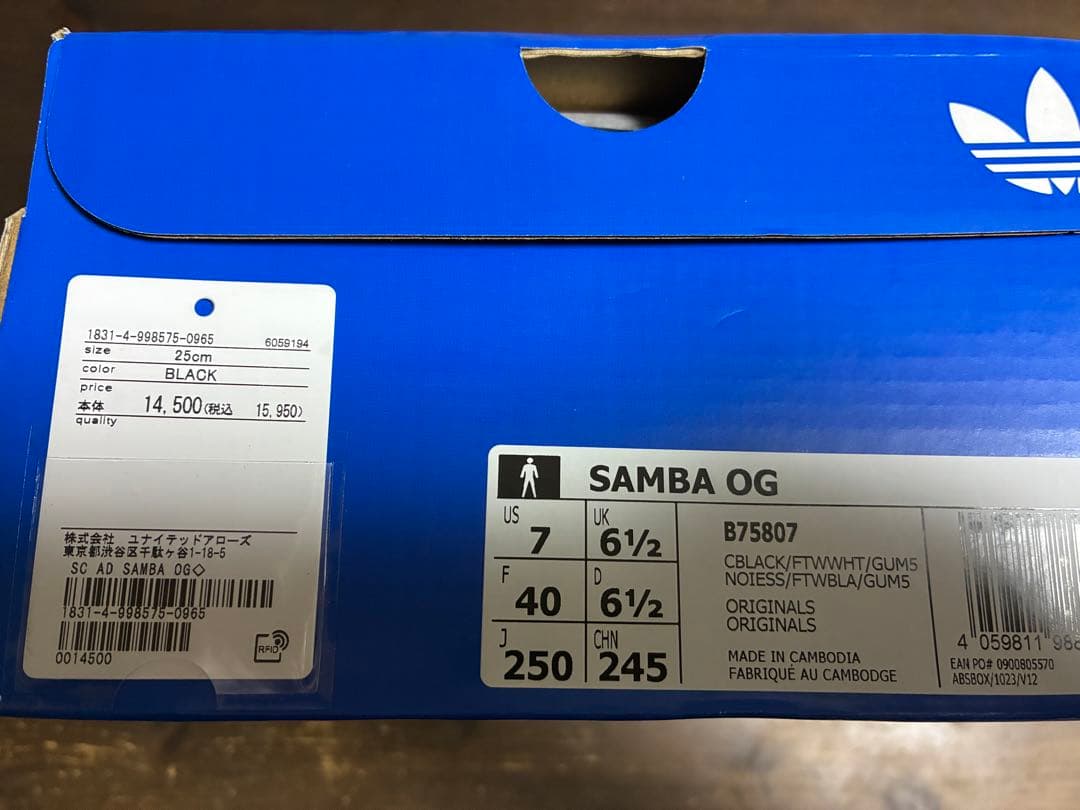 1831-4-998575-0965 6059194
size 25cm
color BLACK
price
本体 14,500(税込 15,950)
quality
株式会社 ユナイテッドアローズ
東京都渋谷区千駄ヶ谷1-18-5
SC AD SAMBA OG◇
1831-4-998575-0965
0014500
RFID
SAMBA OG
US 7 UK 6½
F 40 D 6½
J 250 CHN 245
B75807
CBLACK/FTWWHT/GUM5
NOIESS/FTWBLA/GUM5
ORIGINALS
ORIGINALS
MADE IN CAMBODIA
FABRIQUÉ AU CAMBODGE
4 059811
EAN PO# 0900805570
ABSBOX/1023/V12